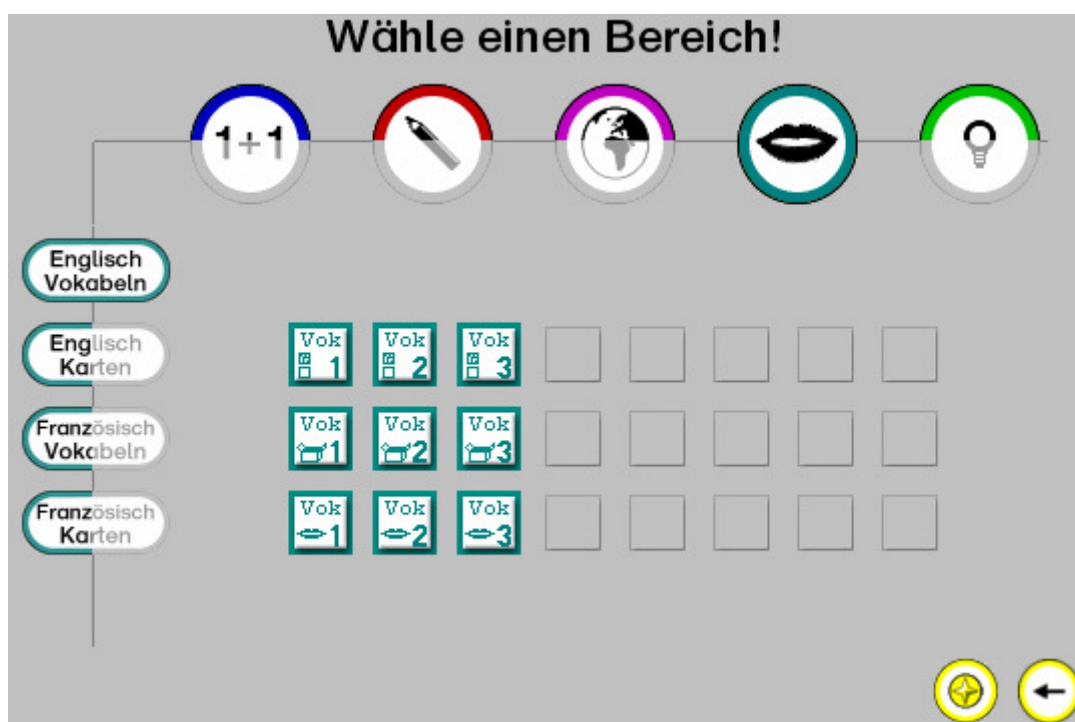 Wähle einen Bereich!
1+1
Englisch
Vokabeln
Englisch
Karten
Vok Vok Vok
1 2 3
Französisch
Vokabeln
Vok Vok Vok
1 2 3
Französisch
Karten
Vok Vok Vok
1 2 3